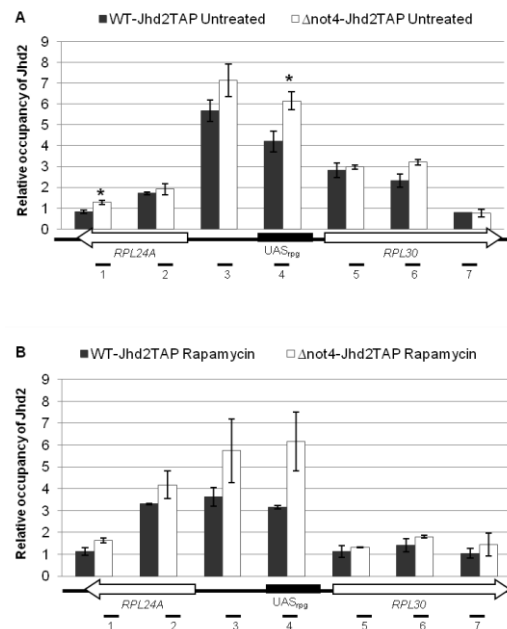 A
WT-Jhd2TAP Untreated Δnot4-Jhd2TAP Untreated
Relative occupancy of Jhd2
9
8
7
6
5
4
3
2
1
0
* *
RPL24A UASrpg RPL30
1 2 3 4 5 6 7
B
WT-Jhd2TAP Rapamycin Δnot4-Jhd2TAP Rapamycin
Relative occupancy of Jhd2
9
8
7
6
5
4
3
2
1
0
RPL24A UASrpg RPL30
1 2 3 4 5 6 7